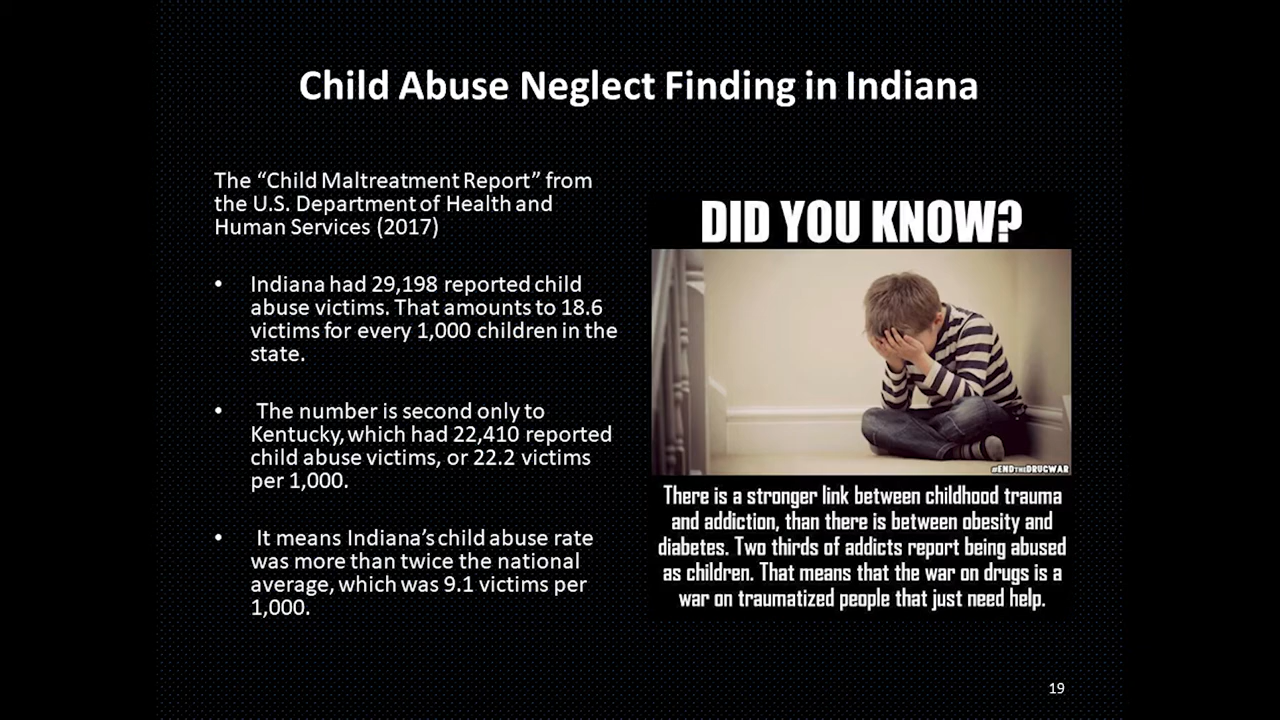 Child Abuse Neglect Finding in Indiana
The “Child Maltreatment Report” from
the U.S. Department of Health and
Human Services (2017)
• Indiana had 29,198 reported child
abuse victims. That amounts to 18.6
victims for every 1,000 children in the
state.
• The number is second only to
Kentucky, which had 22,410 reported
child abuse victims, or 22.2 victims
per 1,000.
• It means Indiana’s child abuse rate
was more than twice the national
average, which was 9.1 victims per
1,000.
DID YOU KNOW?
#ENDTHEDRUGWAR
There is a stronger link between childhood trauma
and addiction, than there is between obesity and
diabetes. Two thirds of addicts report being abused
as children. That means that the war on drugs is a
war on traumatized people that just need help.
19